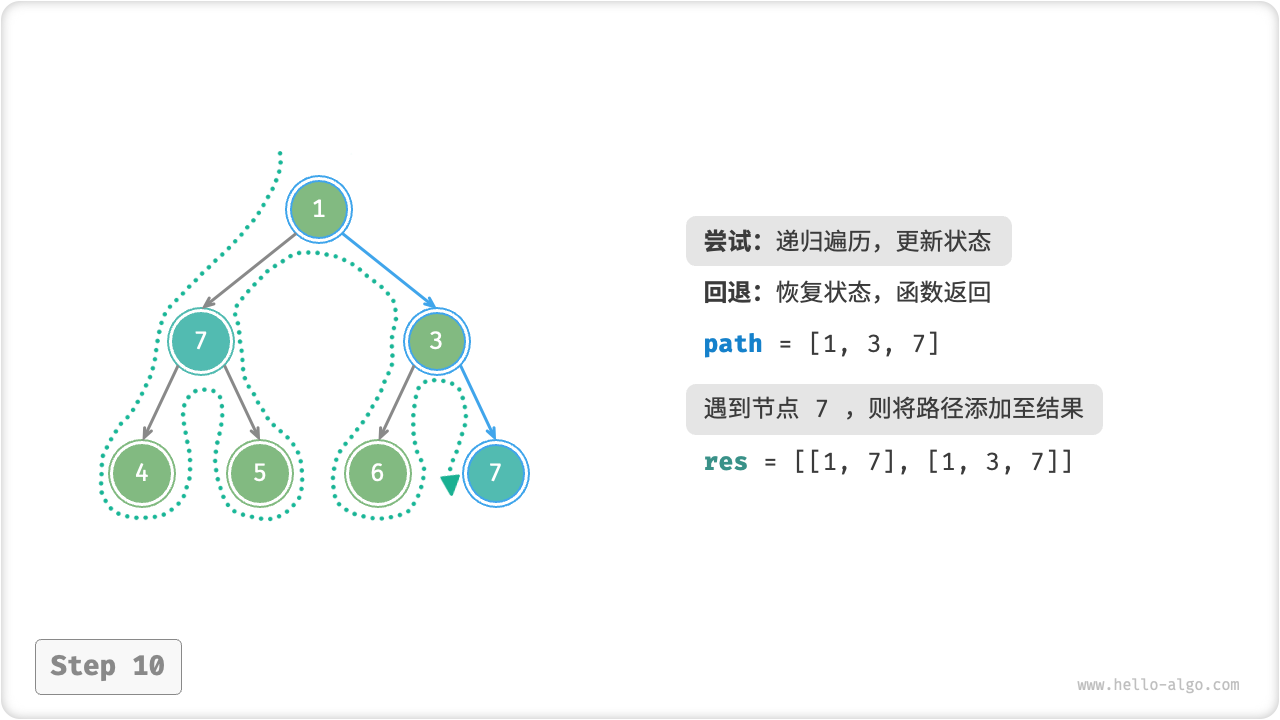 1
7
3
4
5
6
7
尝试：递归遍历，更新状态
回退：恢复状态，函数返回
path = [1, 3, 7]
遇到节点 7 ，则将路径添加至结果
res = [[1, 7], [1, 3, 7]]
Step 10
www.hello-algo.com